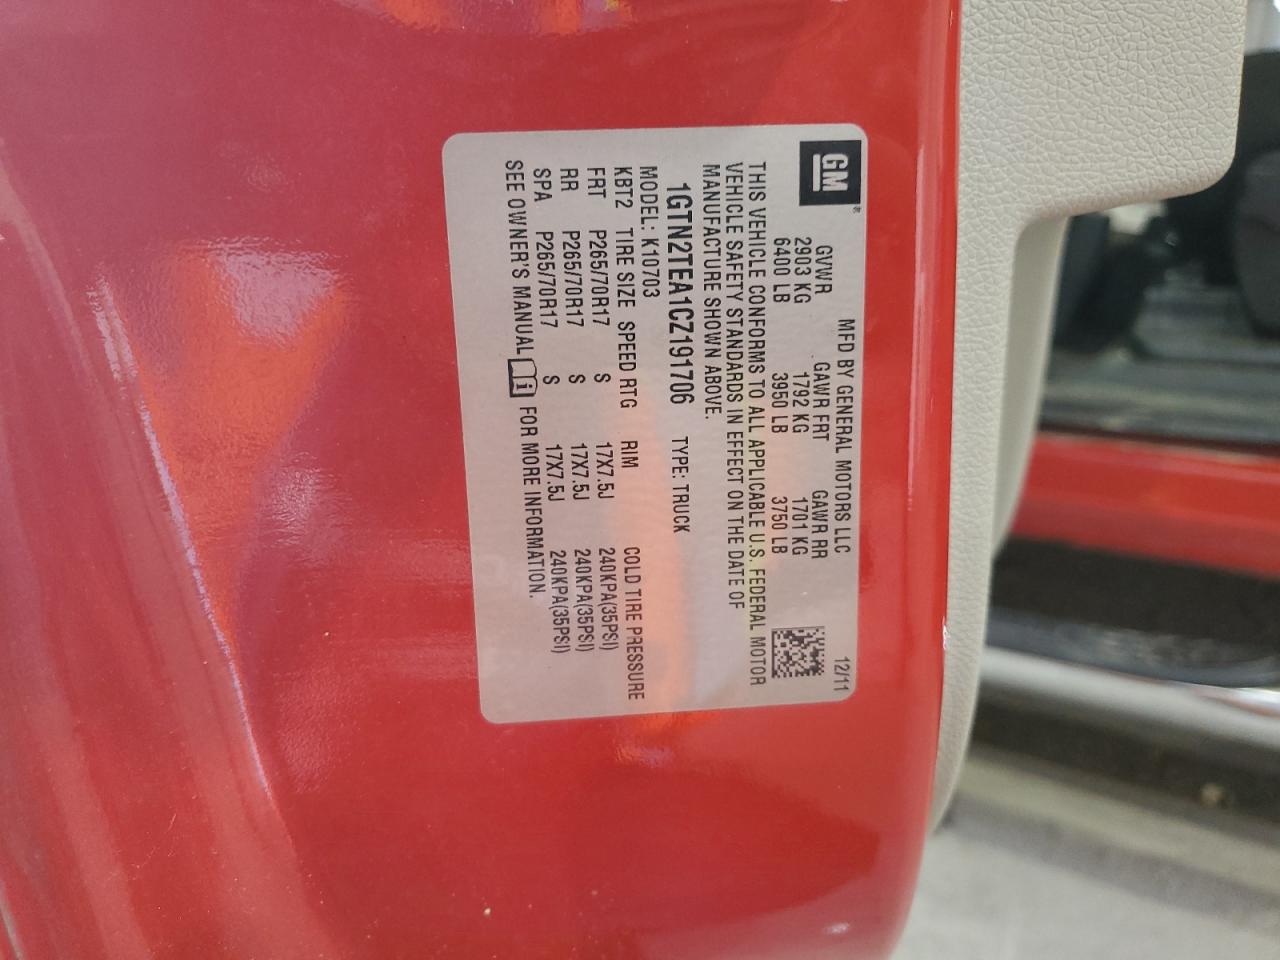 GM®
MFD BY GENERAL MOTORS LLC 12/11
GVWR GAWR FRT GAWR RR
2903 KG 1792 KG 1701 KG
6400 LB 3950 LB 3750 LB
THIS VEHICLE CONFORMS TO ALL APPLICABLE U.S. FEDERAL MOTOR
VEHICLE SAFETY STANDARDS IN EFFECT ON THE DATE OF
MANUFACTURE SHOWN ABOVE.
1GTN2TEA1CZ191706 TYPE: TRUCK
MODEL: K10703
KBT2 TIRE SIZE SPEED RTG RIM COLD TIRE PRESSURE
FRT P265/70R17 S 17X7.5J 240KPA(35PSI)
RR P265/70R17 S 17X7.5J 240KPA(35PSI)
SPA P265/70R17 S 17X7.5J 240KPA(35PSI)
SEE OWNER'S MANUAL i FOR MORE INFORMATION.